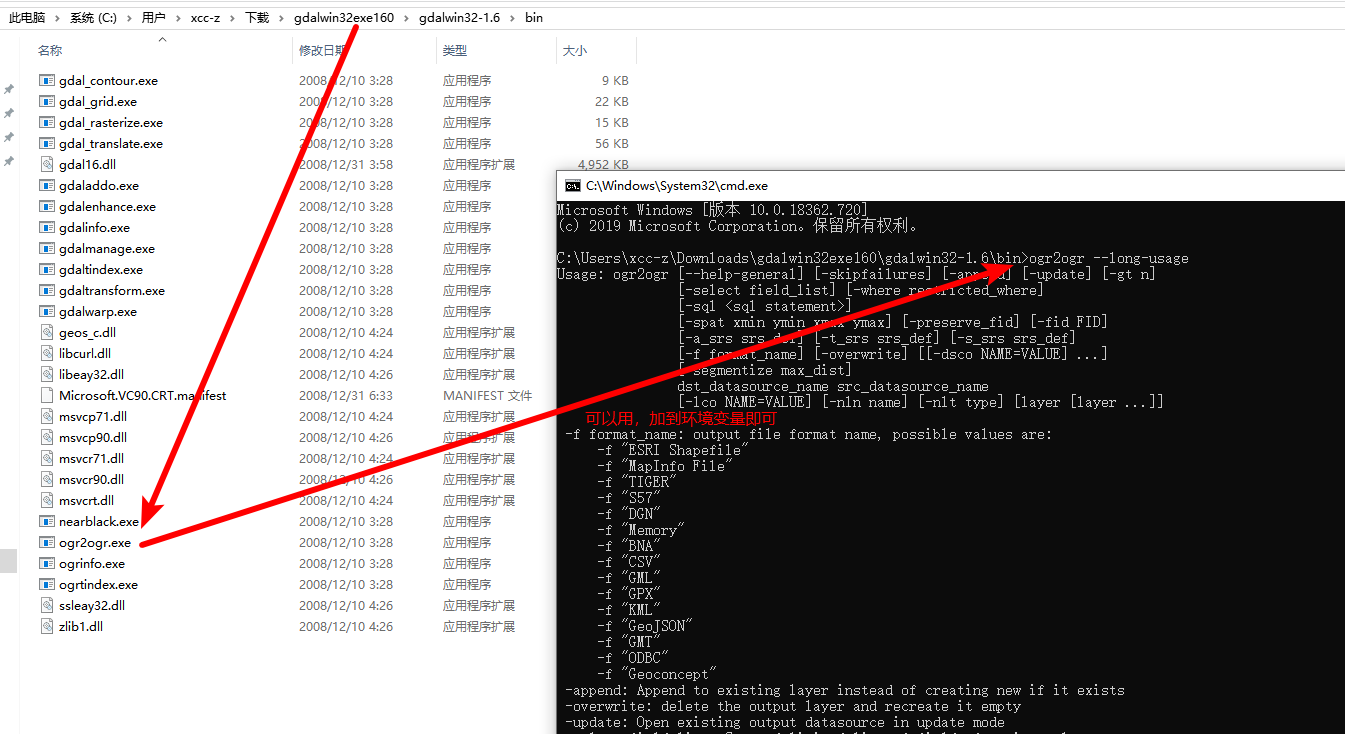 此电脑 > 系统 (C:) > 用户 > xcc-z > 下载 > gdalwin32exe160 > gdalwin32-1.6 > bin
名称 修改日期 类型 大小
gdal_contour.exe 2008/12/10 3:28 应用程序 9 KB
gdal_grid.exe 2008/12/10 3:28 应用程序 22 KB
gdal_rasterize.exe 2008/12/10 3:28 应用程序 15 KB
gdal_translate.exe 2008/12/10 3:28 应用程序 56 KB
gdal16.dll 2008/12/31 3:58 应用程序扩展 4,952 KB
gdaladdo.exe 2008/12/10 3:28 应用程序
gdalenhance.exe 2008/12/10 3:28 应用程序
gdalinfo.exe 2008/12/10 3:28 应用程序
gdalmanage.exe 2008/12/10 3:28 应用程序
gdaltindex.exe 2008/12/10 3:28 应用程序
gdaltransform.exe 2008/12/10 3:28 应用程序
gdalwarp.exe 2008/12/10 3:28 应用程序
geos_c.dll 2008/12/10 4:24 应用程序扩展
libcurl.dll 2008/12/10 4:24 应用程序扩展
libeay32.dll 2008/12/10 4:26 应用程序扩展
Microsoft.VC90.CRT.manifest 2008/12/31 6:33 MANIFEST 文件
msvcp71.dll 2008/12/10 4:24 应用程序扩展
msvcp90.dll 2008/12/10 4:26 应用程序扩展
msvcr71.dll 2008/12/10 4:24 应用程序扩展
msvcr90.dll 2008/12/10 4:26 应用程序扩展
msvcrt.dll 2008/12/10 4:24 应用程序扩展
nearblack.exe 2008/12/10 3:28 应用程序
ogr2ogr.exe 2008/12/10 3:28 应用程序
ogrinfo.exe 2008/12/10 3:28 应用程序
ogrtindex.exe 2008/12/10 3:28 应用程序
ssleay32.dll 2008/12/10 4:26 应用程序扩展
zlib1.dll 2008/12/10 4:26 应用程序扩展
C:\Windows\System32\cmd.exe
Microsoft Windows [版本 10.0.18362.720]
(c) 2019 Microsoft Corporation。保留所有权利。
C:\Users\xcc-z\Downloads\gdalwin32exe160\gdalwin32-1.6\bin>ogr2ogr --long-usage
Usage: ogr2ogr [--help-general] [-skipfailures] [-append] [-update] [-gt n]
[-select field_list] [-where restricted_where]
[-sql <sql statement>]
[-spat xmin ymin xmax ymax] [-preserve_fid] [-fid FID]
[-a_srs srs_def] [-t_srs srs_def] [-s_srs srs_def]
[-f format_name] [-overwrite] [[-dsco NAME=VALUE] ...]
[-segmentize max_dist]
dst_datasource_name src_datasource_name
[-lco NAME=VALUE] [-nln name] [-nlt type] [layer [layer ...]]
可以用，加到环境变量即可
-f format_name: output file format name, possible values are:
-f "ESRI Shapefile"
-f "MapInfo File"
-f "TIGER"
-f "S57"
-f "DGN"
-f "Memory"
-f "BNA"
-f "CSV"
-f "GML"
-f "GPX"
-f "KML"
-f "GeoJSON"
-f "GMT"
-f "ODBC"
-f "Geoconcept"
-append: Append to existing layer instead of creating new if it exists
-overwrite: delete the output layer and recreate it empty
-update: Open existing output datasource in update mode